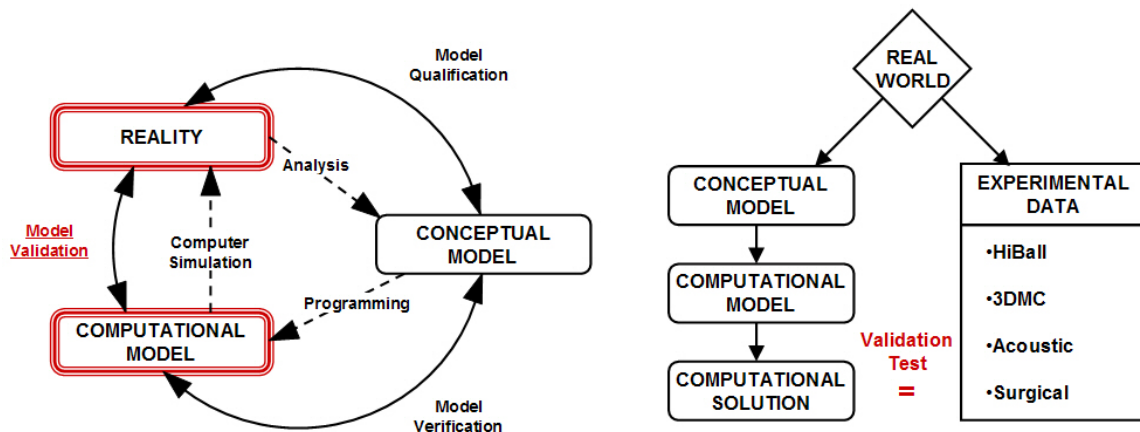 Model
Qualification
REALITY
Analysis
Model
Validation
Computer
Simulation
CONCEPTUAL
MODEL
Programming
COMPUTATIONAL
MODEL
Model
Verification
REAL
WORLD
CONCEPTUAL
MODEL
COMPUTATIONAL
MODEL
COMPUTATIONAL
SOLUTION
Validation
Test
=
EXPERIMENTAL
DATA
•HiBall
•3DMC
•Acoustic
•Surgical